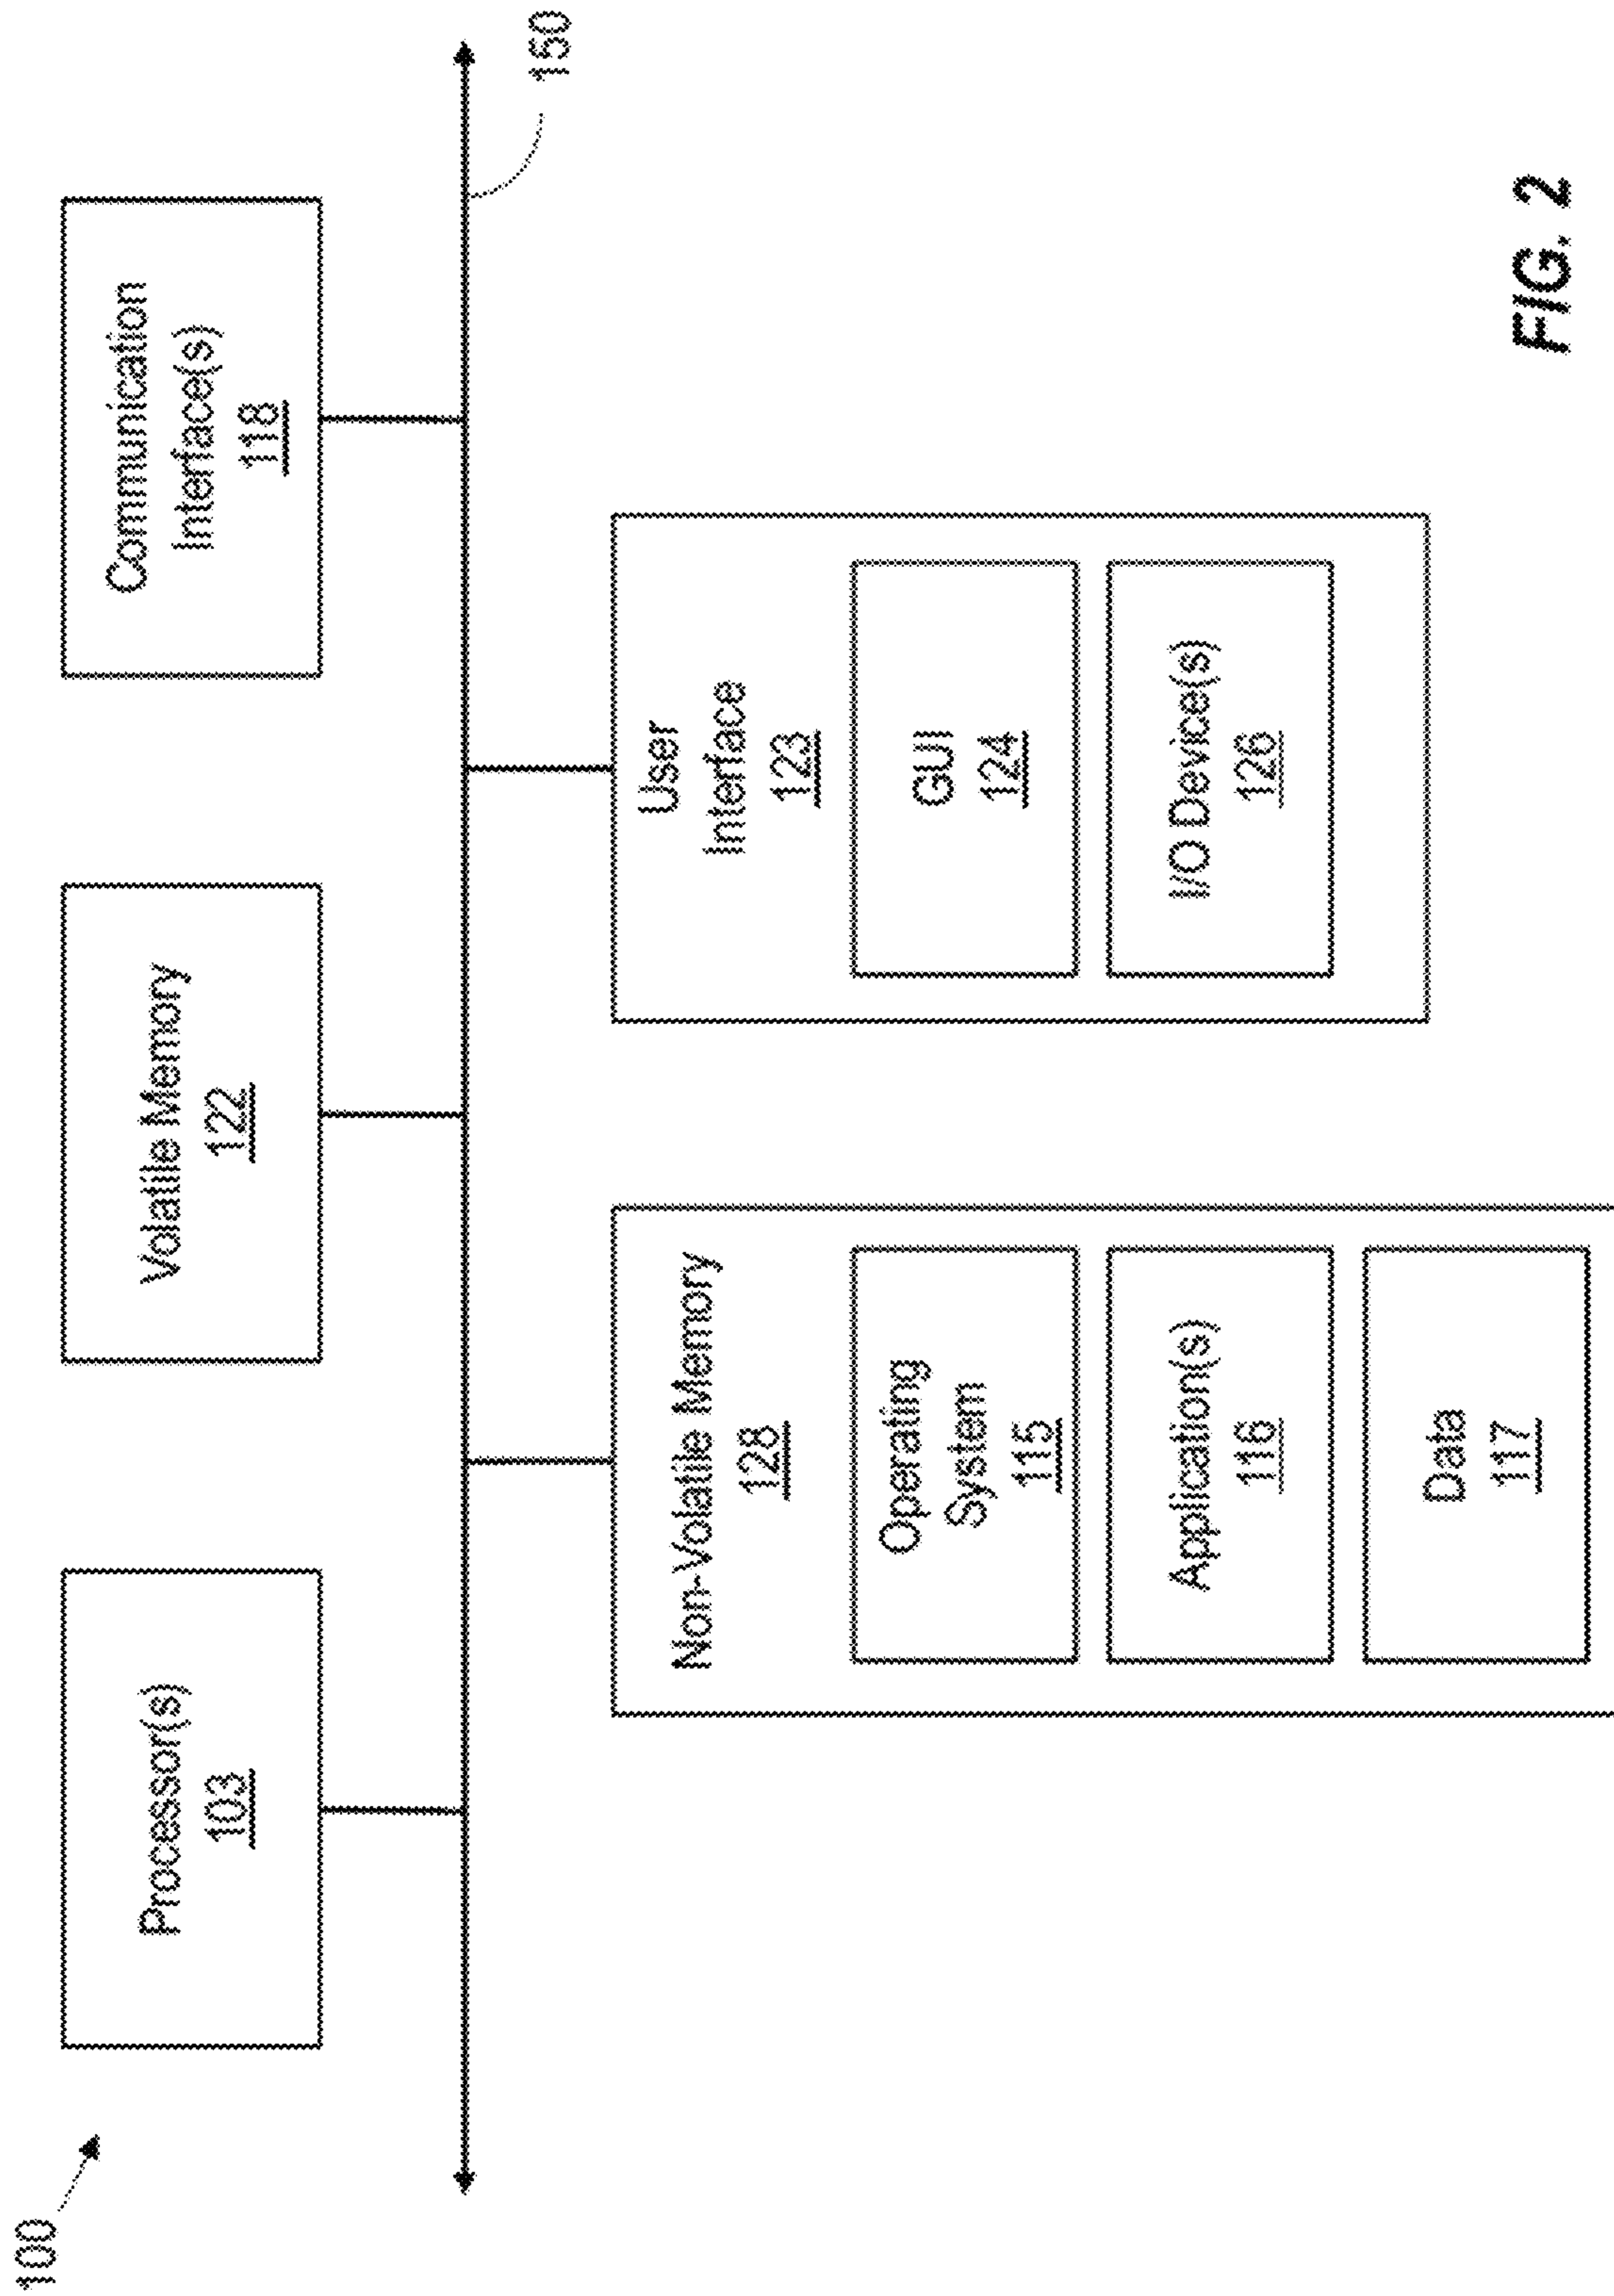 100
Processor(s)
103
Volatile Memory
122
Communication
Interface(s)
118
150
Non-Volatile Memory
128
Operating
System
115
Application(s)
116
Data
117
User
Interface
123
GUI
124
I/O Device(s)
126
FIG. 2